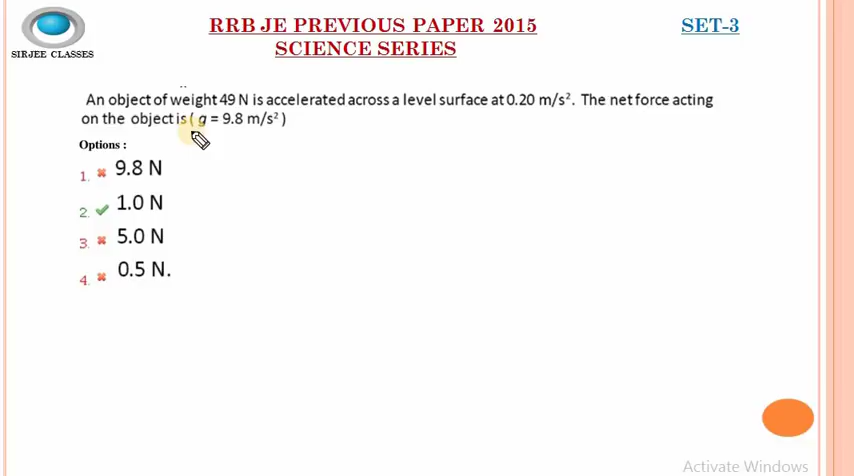 RRB JE PREVIOUS PAPER 2015
SCIENCE SERIES
SET-3
SIRJEE CLASSES
An object of weight 49 N is accelerated across a level surface at 0.20 m/s². The net force acting
on the object is ( g = 9.8 m/s² )
Options :
1. 9.8 N
2. 1.0 N
3. 5.0 N
4. 0.5 N.
Activate Windows